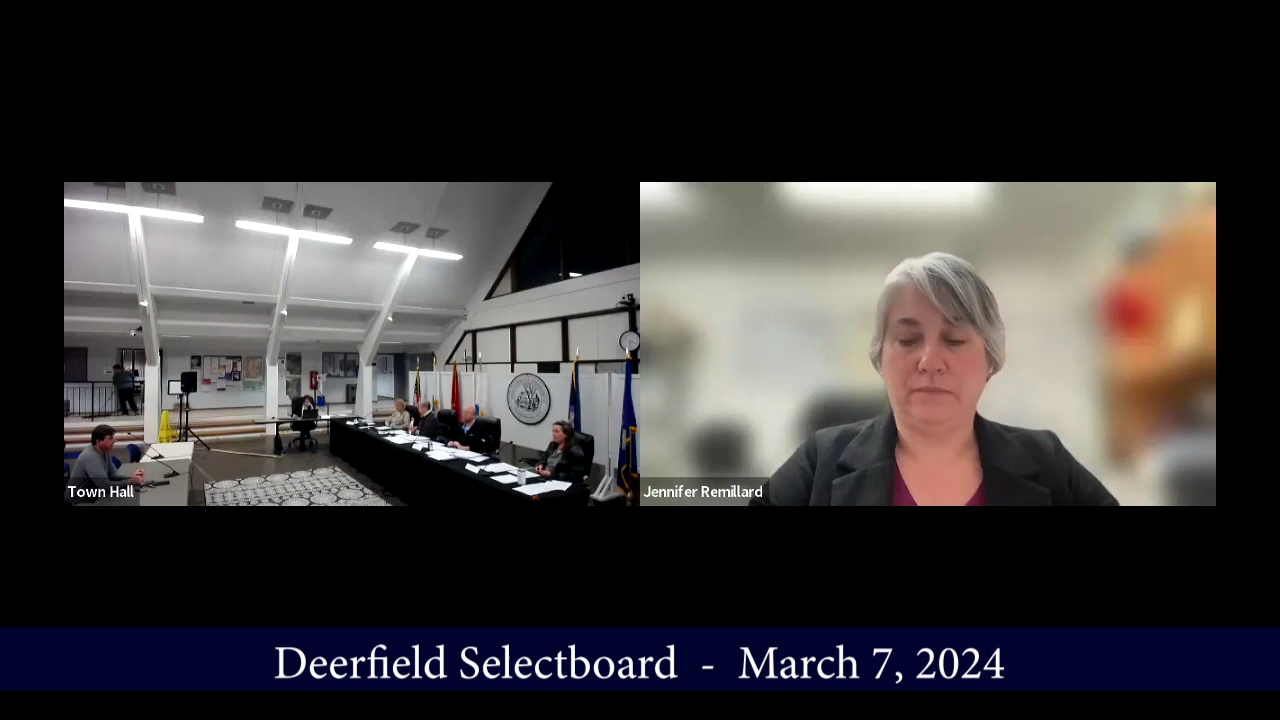 Town Hall
Jennifer Remillard
Deerfield Selectboard - March 7, 2024